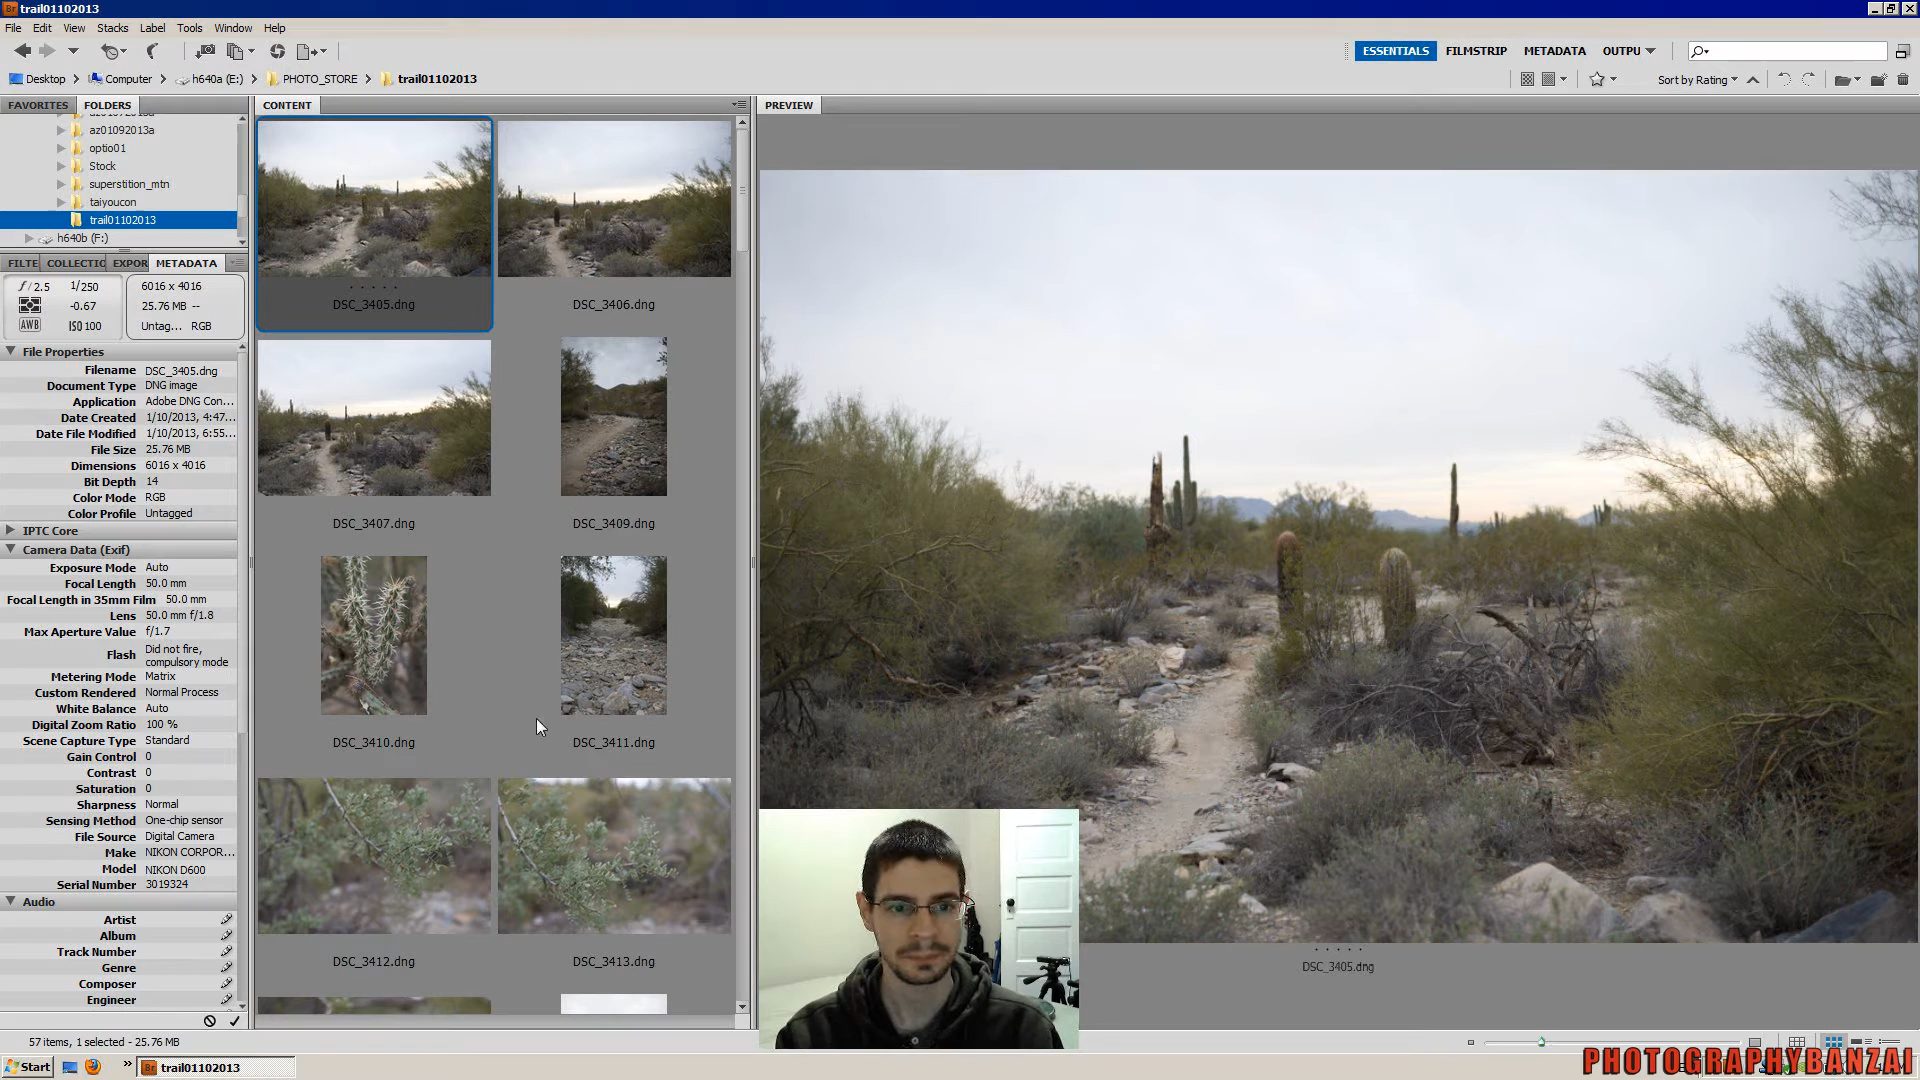 Br trail01102013
File Edit View Stacks Label Tools Window Help
ESSENTIALS FILMSTRIP METADATA OUTPU
Desktop Computer h640a (E:) PHOTO_STORE trail01102013
Sort by Rating
FAVORITES FOLDERS
CONTENT
PREVIEW
az01092013a
optio01
Stock
superstition_mtn
taiyoucon
trail01102013
h640b (F:)
FILTE COLLECTIC EXPOR METADATA
f/2.5 1/250
-0.67
AWB ISO 100
6016 x 4016
25.76 MB --
Untag... RGB
File Properties
Filename DSC_3405.dng
Document Type DNG image
Application Adobe DNG Con...
Date Created 1/10/2013, 4:47...
Date File Modified 1/10/2013, 6:55...
File Size 25.76 MB
Dimensions 6016 x 4016
Bit Depth 14
Color Mode RGB
Color Profile Untagged
IPTC Core
Camera Data (Exif)
Exposure Mode Auto
Focal Length 50.0 mm
Focal Length in 35mm Film 50.0 mm
Lens 50.0 mm f/1.8
Max Aperture Value f/1.7
Flash Did not fire,
compulsory mode
Metering Mode Matrix
Custom Rendered Normal Process
White Balance Auto
Digital Zoom Ratio 100 %
Scene Capture Type Standard
Gain Control 0
Contrast 0
Saturation 0
Sharpness Normal
Sensing Method One-chip sensor
File Source Digital Camera
Make NIKON CORPOR...
Model NIKON D600
Serial Number 3019324
Audio
Artist
Album
Track Number
Genre
Composer
Engineer
DSC_3405.dng DSC_3406.dng
DSC_3407.dng DSC_3409.dng
DSC_3410.dng DSC_3411.dng
DSC_3412.dng DSC_3413.dng
DSC_3405.dng
57 items, 1 selected - 25.76 MB
Start
Br trail01102013
PHOTOGRAPHYBANZAI